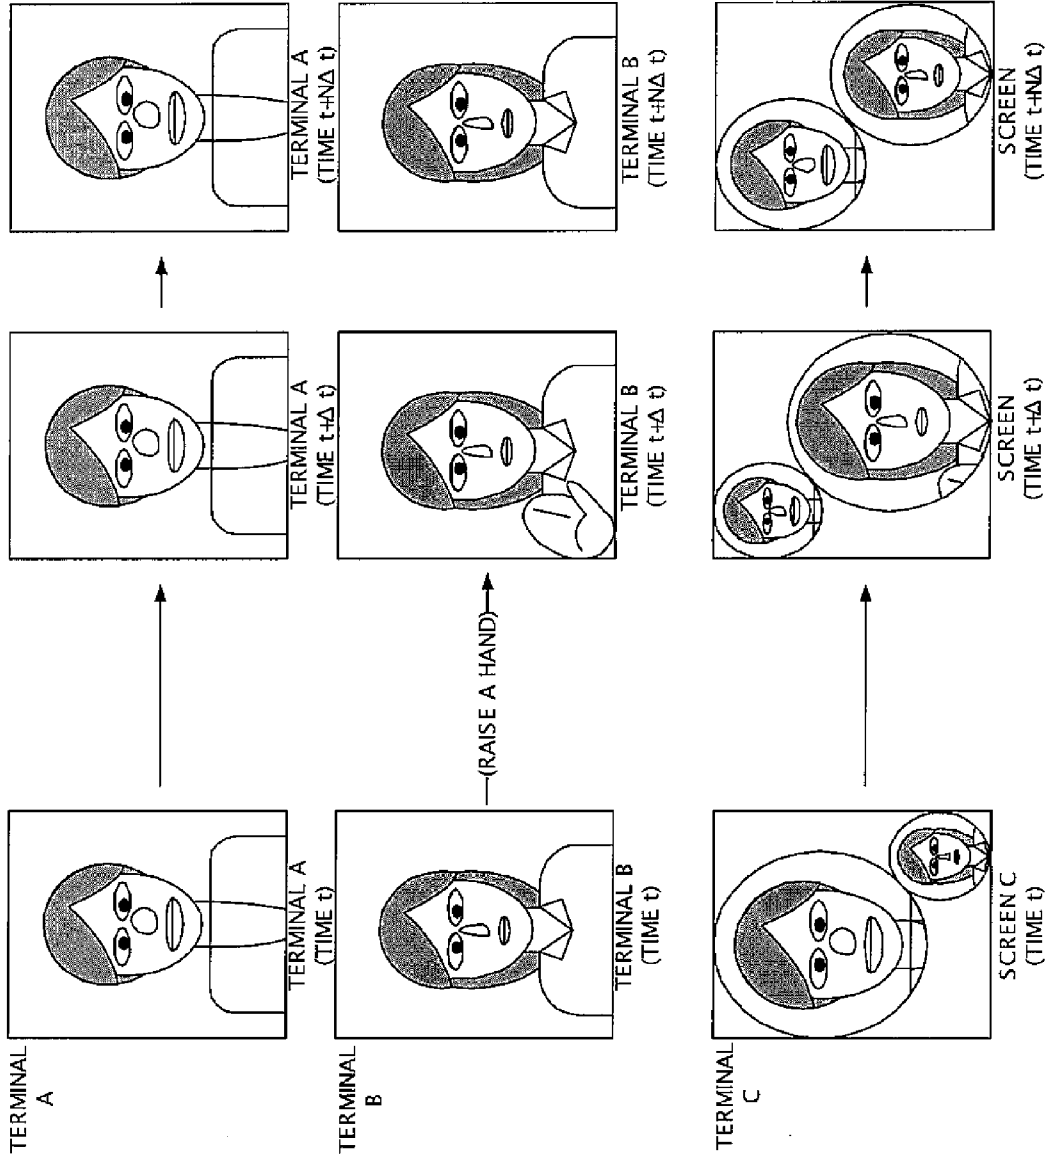 TERMINAL
A
TERMINAL A
(TIME t)
TERMINAL A
(TIME t+Δ t)
TERMINAL A
(TIME t+NΔ t)
TERMINAL
B
(RAISE A HAND)
TERMINAL B
(TIME t)
TERMINAL B
(TIME t+Δ t)
TERMINAL B
(TIME t+NΔ t)
TERMINAL
C
SCREEN C
(TIME t)
SCREEN
(TIME t+Δ t)
SCREEN
(TIME t+NΔ t)